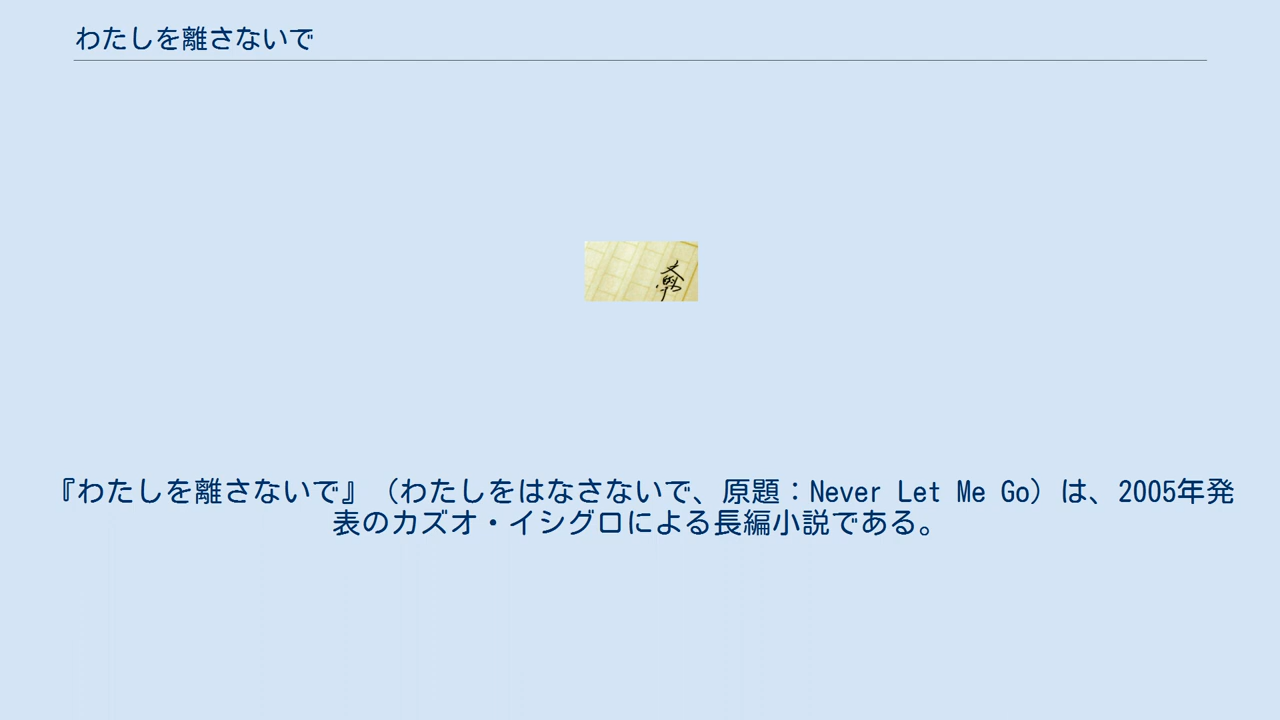 わたしを離さないで
『わたしを離さないで』（わたしをはなさないで、原題：Never Let Me Go）は、2005年発
表のカズオ・イシグロによる長編小説である。